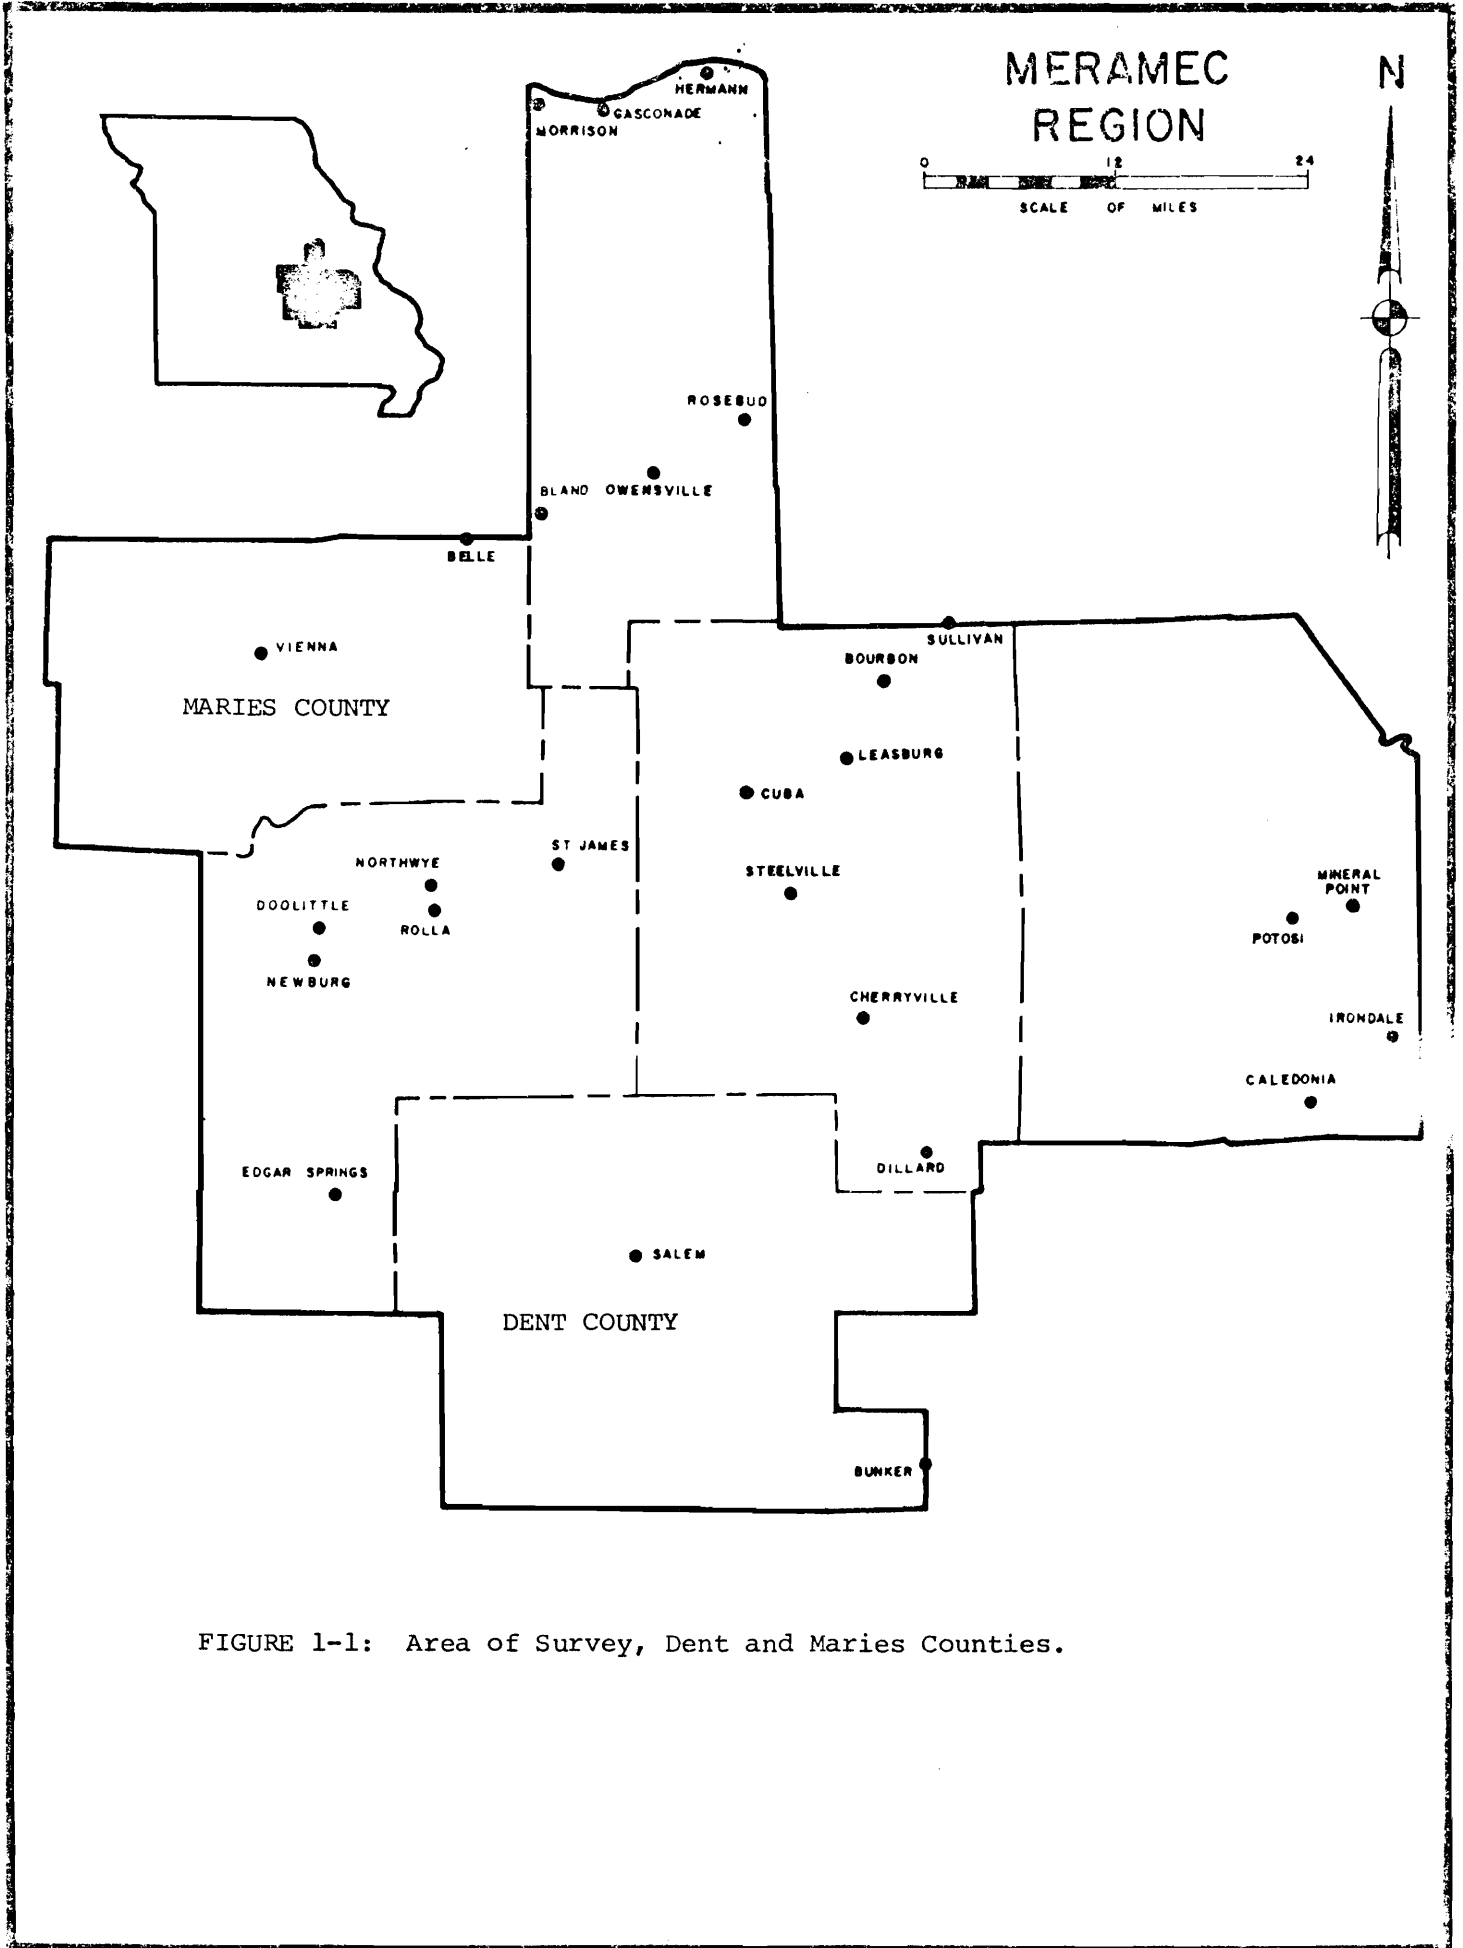 MERAMEC
REGION
N
0 12 24
SCALE OF MILES
HERMANN
GASCONADE
MORRISON
ROSEBUD
BLAND OWENSVILLE
BELLE
SULLIVAN
VIENNA
BOURBON
MARIES COUNTY
LEASBURG
CUBA
ST JAMES
NORTHWYE
STEELVILLE
MINERAL
POINT
DOOLITTLE
ROLLA
POTOSI
NEWBURG
CHERRYVILLE
IRONDALE
CALEDONIA
DILLARD
EDGAR SPRINGS
SALEM
DENT COUNTY
BUNKER
FIGURE 1-1: Area of Survey, Dent and Maries Counties.